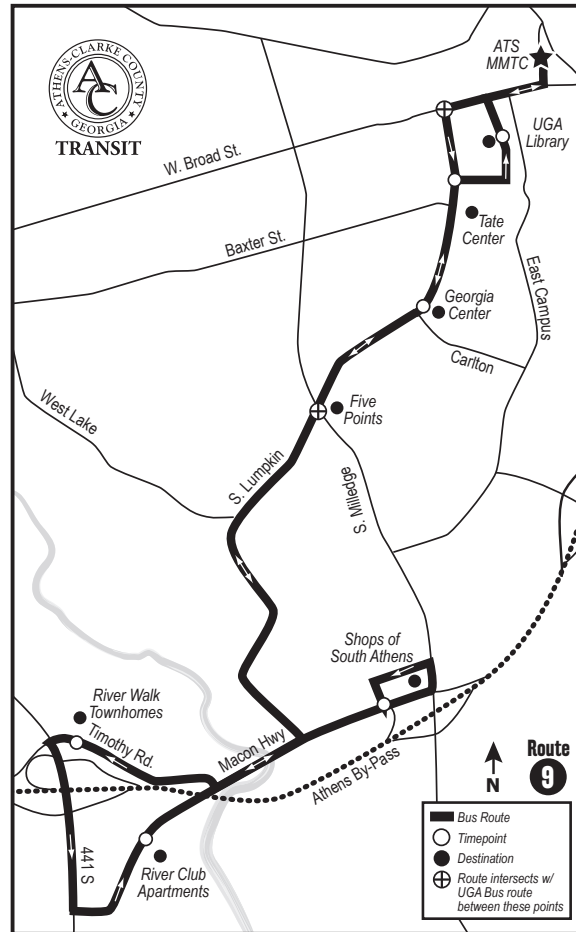 ATHENS-CLARKE COUNTY
AC
GEORGIA
TRANSIT
ATS
MMTC
UGA
Library
W. Broad St.
Tate
Center
Baxter St.
East Campus
Georgia
Center
Carlton
West Lake
Five
Points
S. Lumpkin
S. Milledge
Shops of
South Athens
River Walk
Townhomes
Timothy Rd.
Macon Hwy
Athens By-Pass
N
Route
9
441 S
River Club
Apartments
Bus Route
Timepoint
Destination
Route intersects w/
UGA Bus route
between these points